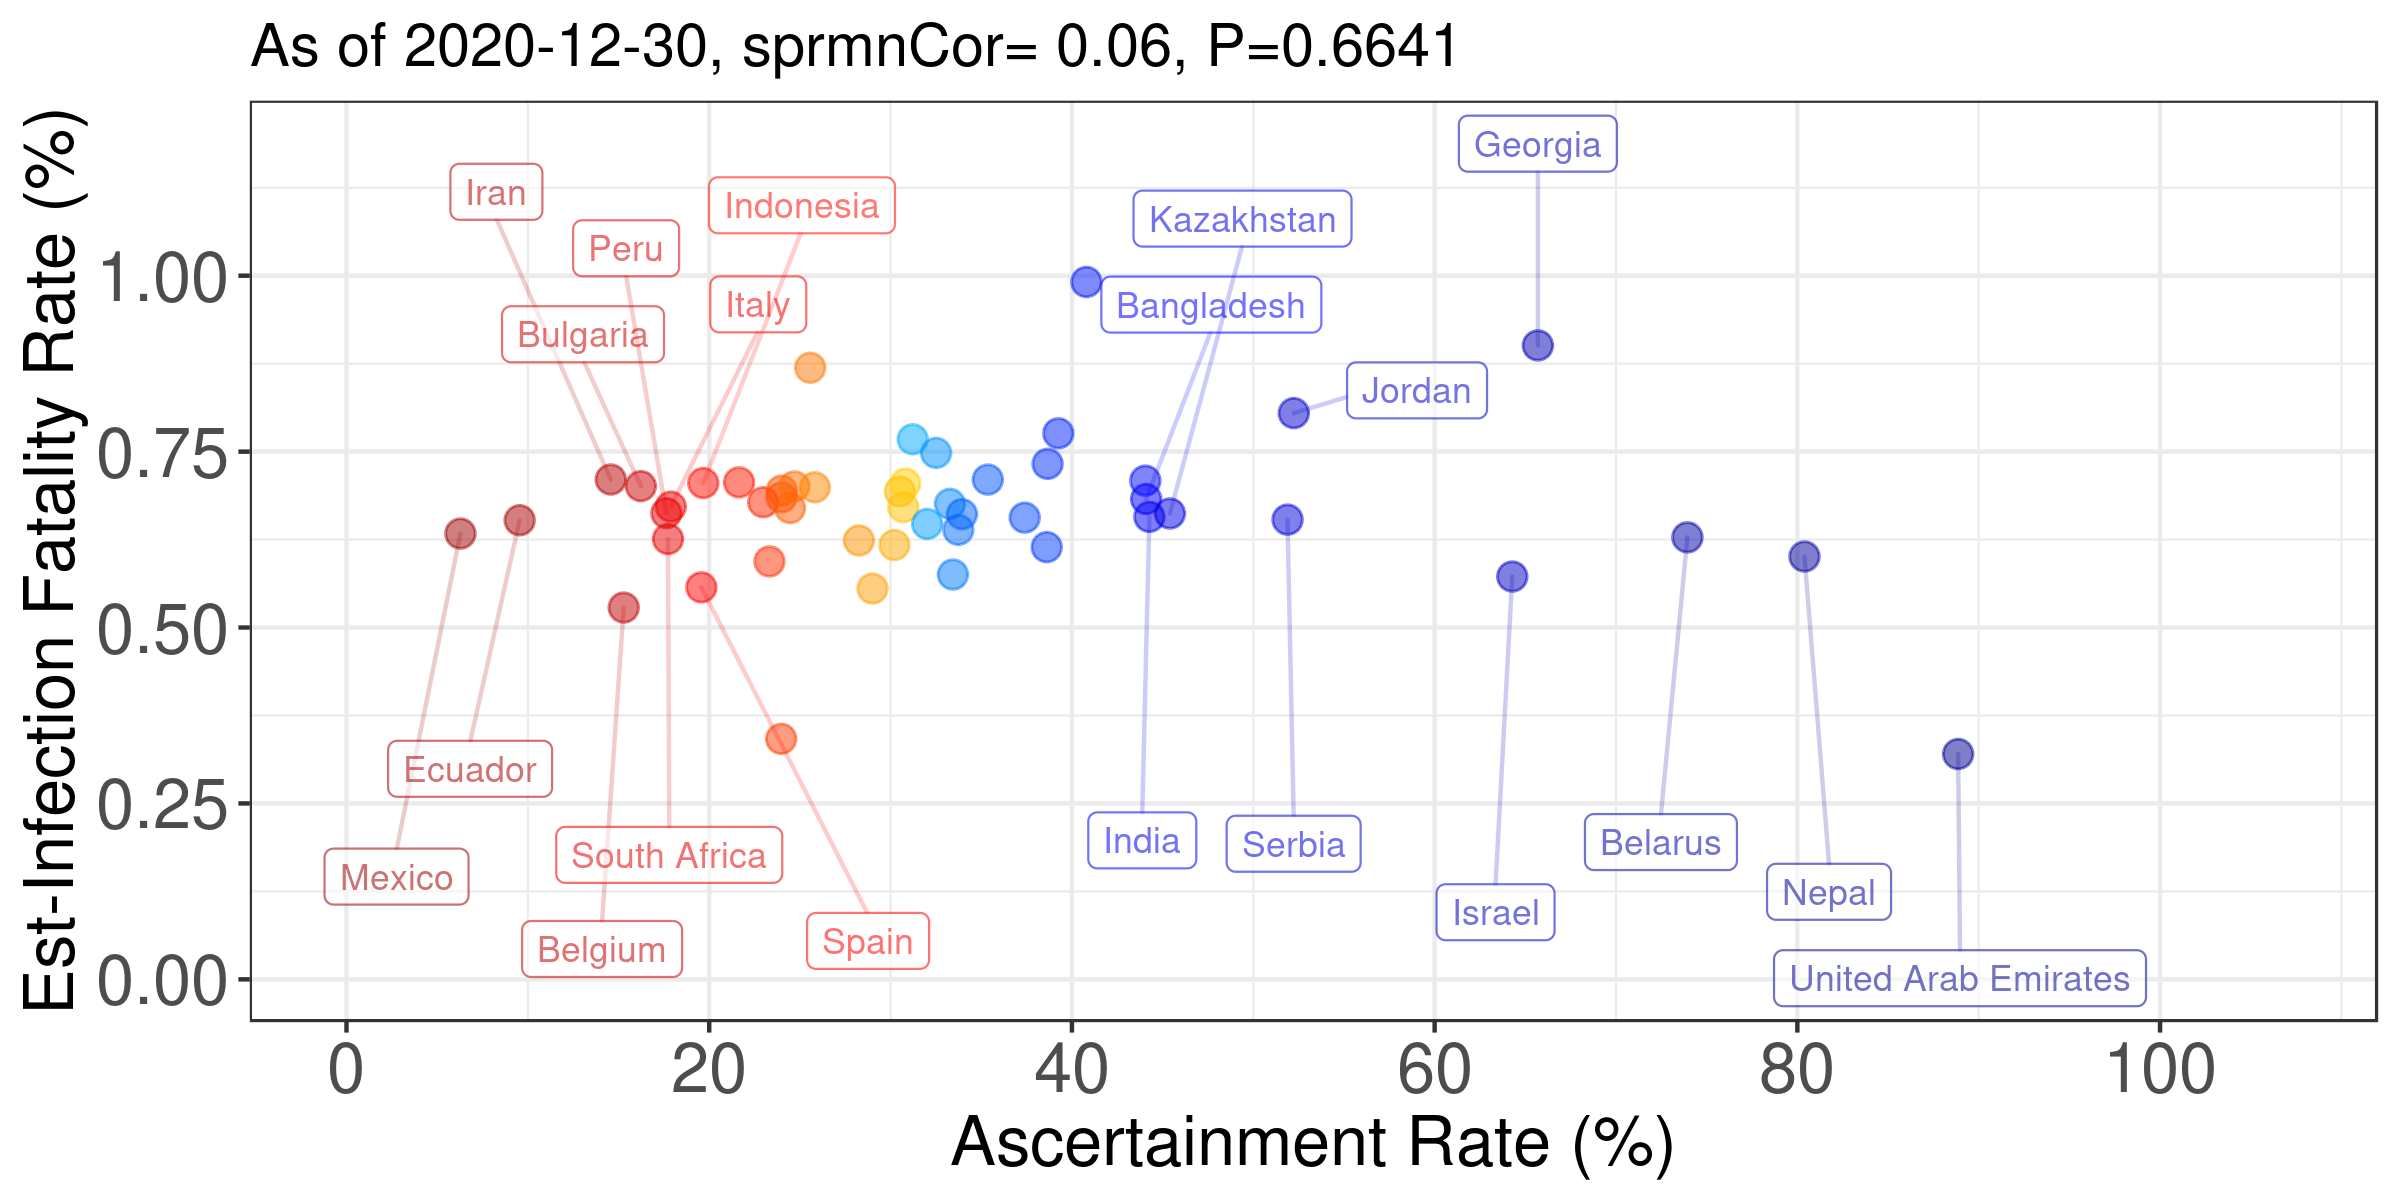 As of 2020-12-30, sprmnCor= 0.06, P=0.6641
Est-Infection Fatality Rate (%)
1.00
0.75
0.50
0.25
0.00
Georgia
Iran
Indonesia
Kazakhstan
Peru
Italy
Bangladesh
Bulgaria
Jordan
Ecuador
India
Serbia
Belarus
South Africa
Mexico
Nepal
Israel
Spain
Belgium
United Arab Emirates
0
20
40
60
80
100
Ascertainment Rate (%)